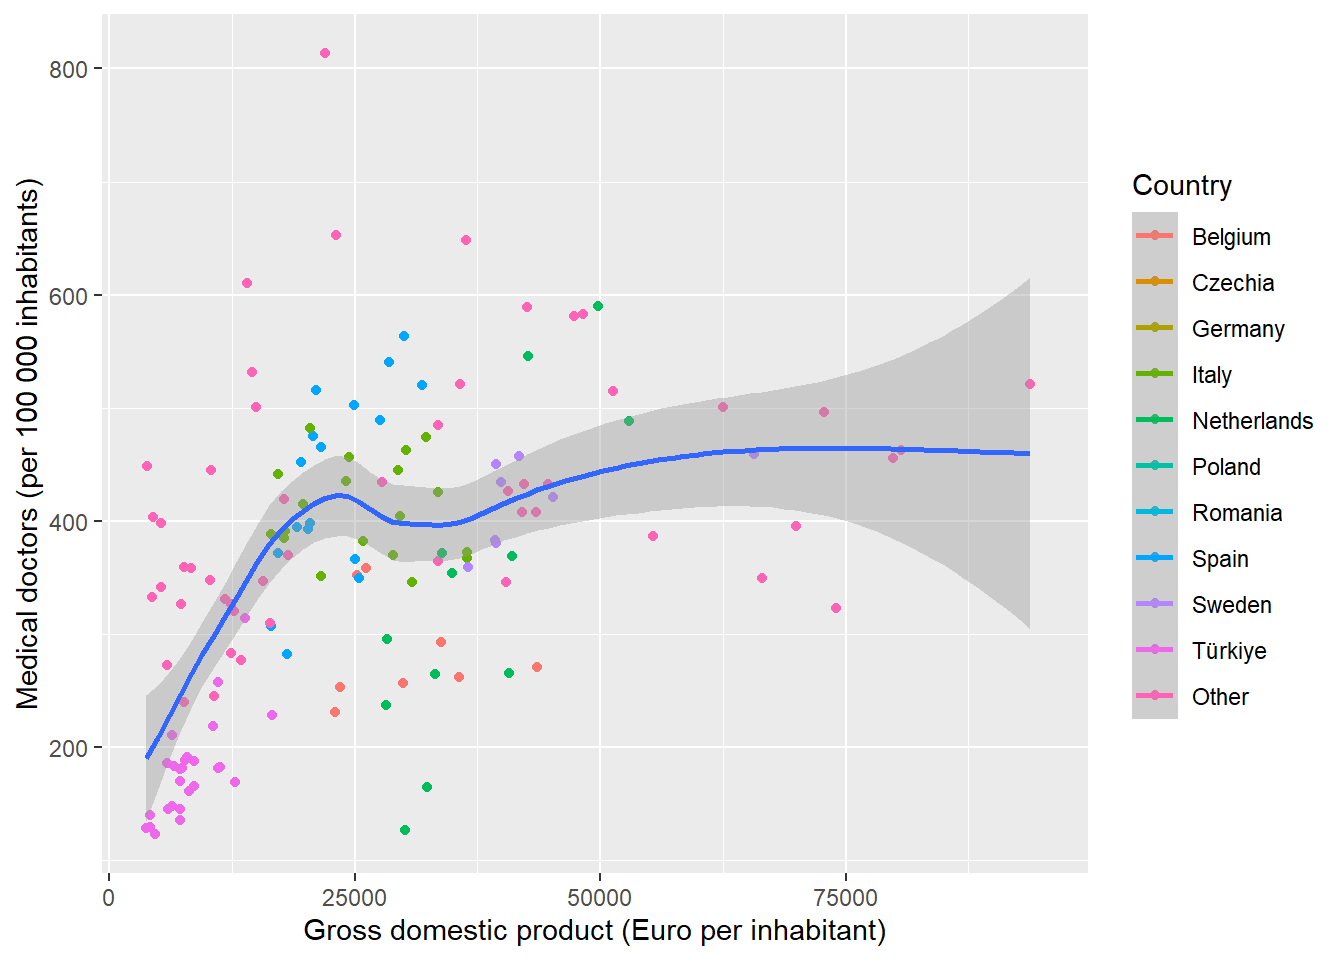 800
600
400
200
0
25000
50000
75000
Gross domestic product (Euro per inhabitant)
Medical doctors (per 100 000 inhabitants)
Country
Belgium
Czechia
Germany
Italy
Netherlands
Poland
Romania
Spain
Sweden
Türkiye
Other